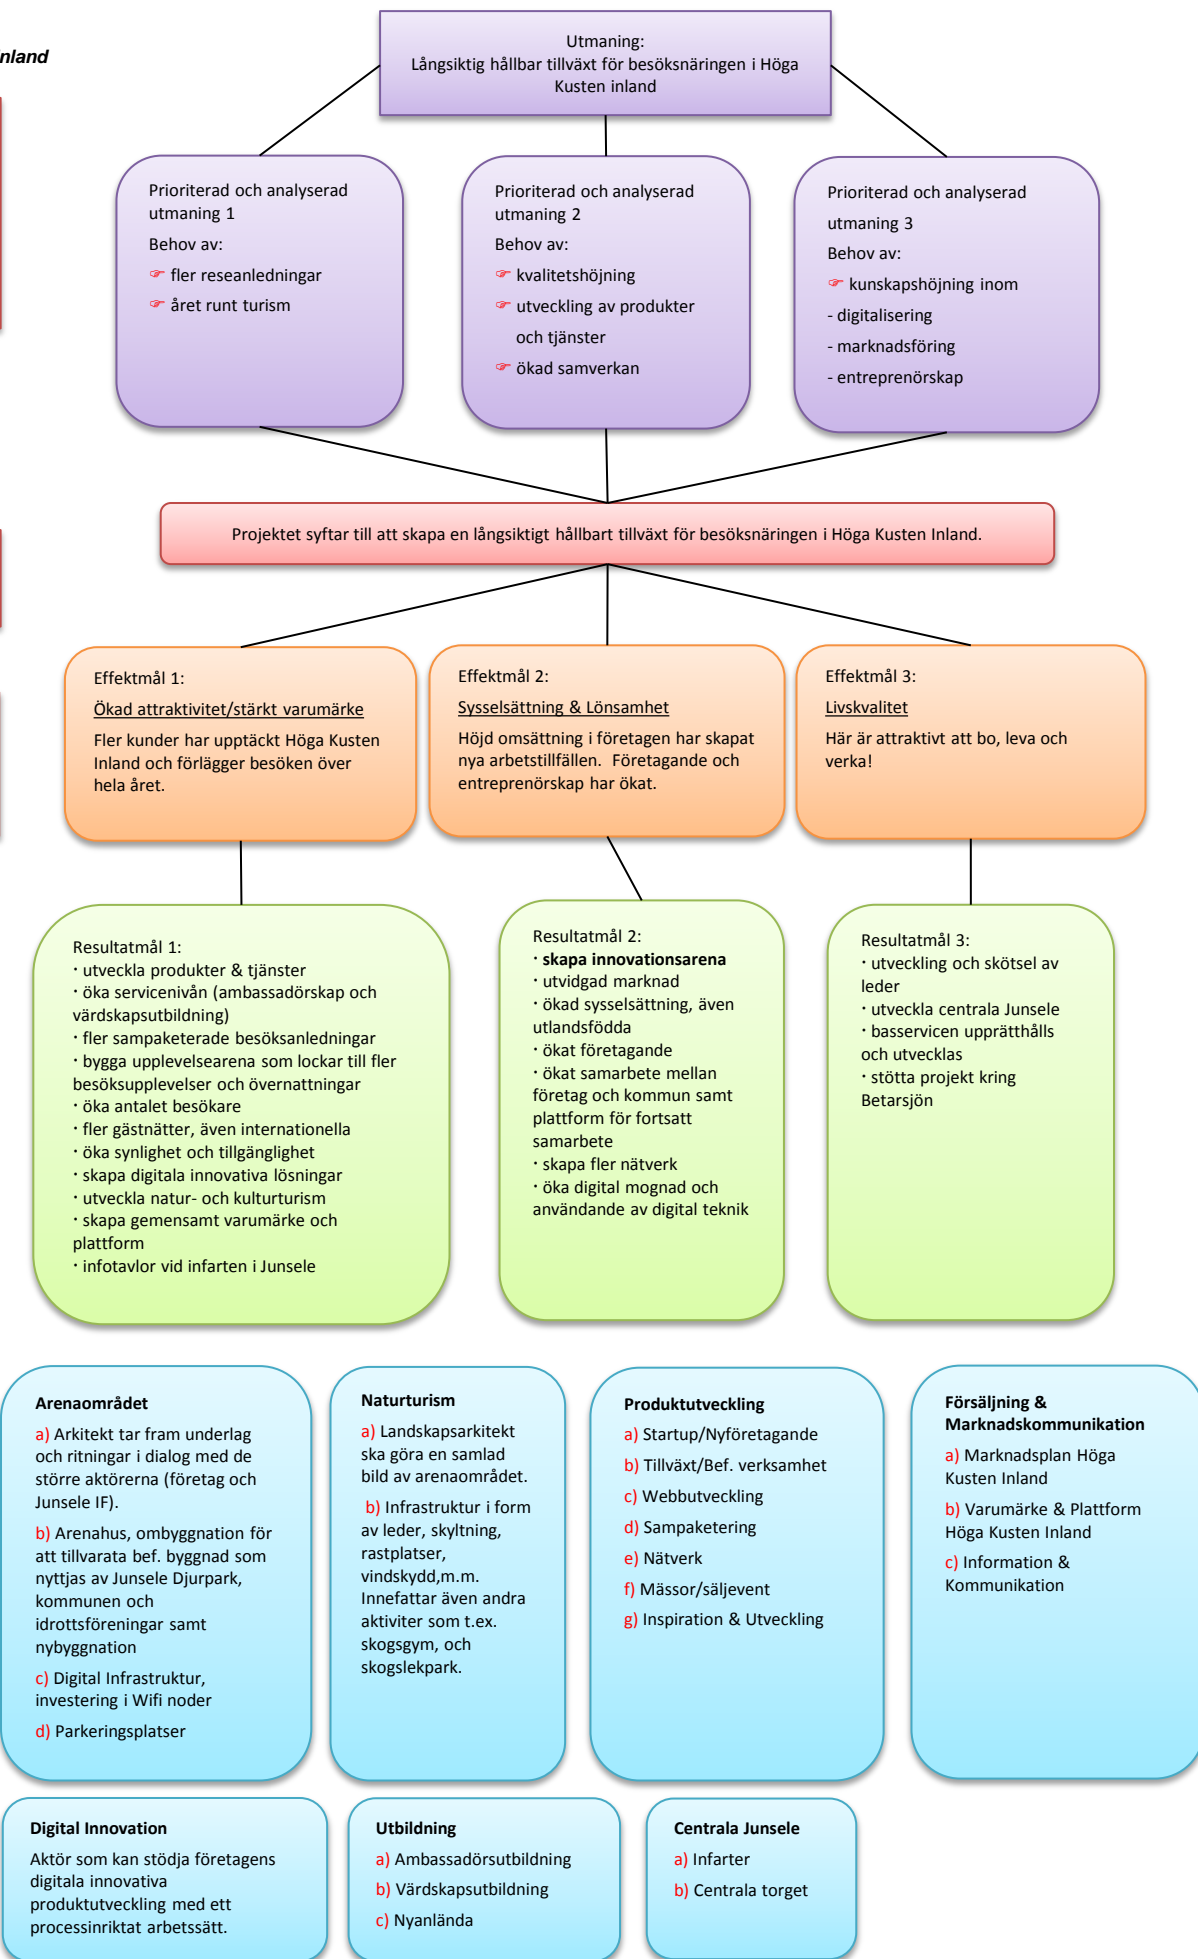 nland
Utmaning:
Långsiktig hållbar tillväxt för besöksnäringen i Höga
Kusten inland
Prioriterad och analyserad
utmaning 1
Behov av:
☞ fler reseanledningar
☞ året runt turism
Prioriterad och analyserad
utmaning 2
Behov av:
☞ kvalitetshöjning
☞ utveckling av produkter
och tjänster
☞ ökad samverkan
Prioriterad och analyserad
utmaning 3
Behov av:
☞ kunskapshöjning inom
- digitalisering
- marknadsföring
- entreprenörskap
Projektet syftar till att skapa en långsiktigt hållbart tillväxt för besöksnäringen i Höga Kusten Inland.
Effektmål 1:
Ökad attraktivitet/stärkt varumärke
Fler kunder har upptäckt Höga Kusten
Inland och förlägger besöken över
hela året.
Effektmål 2:
Sysselsättning & Lönsamhet
Höjd omsättning i företagen har skapat
nya arbetstillfällen.  Företagande och
entreprenörskap har ökat.
Effektmål 3:
Livskvalitet
Här är attraktivt att bo, leva och
verka!
Resultatmål 1:
· utveckla produkter & tjänster
· öka servicenivån (ambassadörskap och
värdskapsutbildning)
· fler sampaketerade besöksanledningar
· bygga upplevelsearena som lockar till fler
besöksupplevelser och övernattningar
· öka antalet besökare
· fler gästnätter, även internationella
· öka synlighet och tillgänglighet
· skapa digitala innovativa lösningar
· utveckla natur- och kulturturism
· skapa gemensamt varumärke och
plattform
· infotavlor vid infarten i Junsele
Resultatmål 2:
· skapa innovationsarena
· utvidgad marknad
· ökad sysselsättning, även
utlandsfödda
· ökat företagande
· ökat samarbete mellan
företag och kommun samt
plattform för fortsatt
samarbete
· skapa fler nätverk
· öka digital mognad och
användande av digital teknik
Resultatmål 3:
· utveckling och skötsel av
leder
· utveckla centrala Junsele
· basservicen upprätthålls
och utvecklas
· stötta projekt kring
Betarsjön
Arenaområdet
a) Arkitekt tar fram underlag
och ritningar i dialog med de
större aktörerna (företag och
Junsele IF).
b) Arenahus, ombyggnation för
att tillvarata bef. byggnad som
nyttjas av Junsele Djurpark,
kommunen och
idrottsföreningar samt
nybyggnation
c) Digital Infrastruktur,
investering i Wifi noder
d) Parkeringsplatser
Naturturism
a) Landskapsarkitekt
ska göra en samlad
bild av arenaområdet.
b) Infrastruktur i form
av leder, skyltning,
rastplatser,
vindskydd,m.m.
Innefattar även andra
aktiviter som t.ex.
skogsgym, och
skogslekpark.
Produktutveckling
a) Startup/Nyföretagande
b) Tillväxt/Bef. verksamhet
c) Webbutveckling
d) Sampaketering
e) Nätverk
f) Mässor/säljevent
g) Inspiration & Utveckling
Försäljning &
Marknadskommunikation
a) Marknadsplan Höga
Kusten Inland
b) Varumärke & Plattform
Höga Kusten Inland
c) Information &
Kommunikation
Digital Innovation
Aktör som kan stödja företagens
digitala innovativa
produktutveckling med ett
processinriktat arbetssätt.
Utbildning
a) Ambassadörsutbildning
b) Värdskapsutbildning
c) Nyanlända
Centrala Junsele
a) Infarter
b) Centrala torget